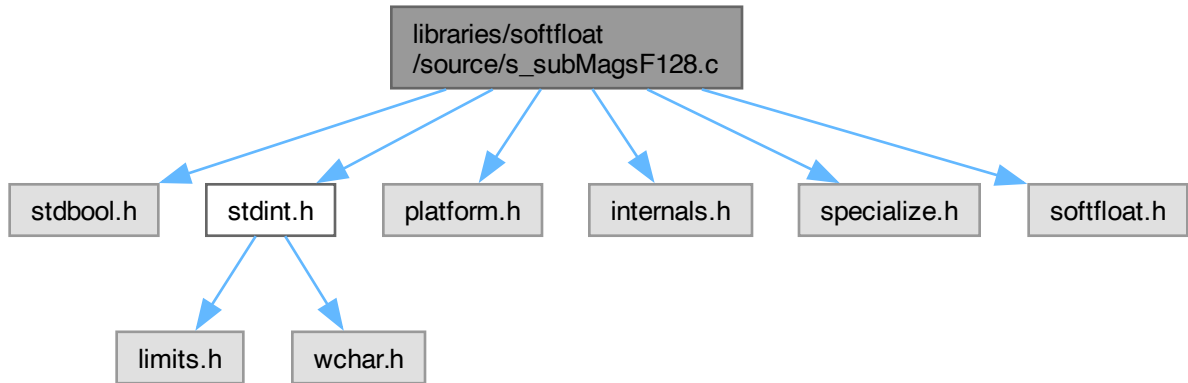 libraries/softfloat
/source/s_subMagsF128.c
stdbool.h
stdint.h
platform.h
internals.h
specialize.h
softfloat.h
limits.h
wchar.h